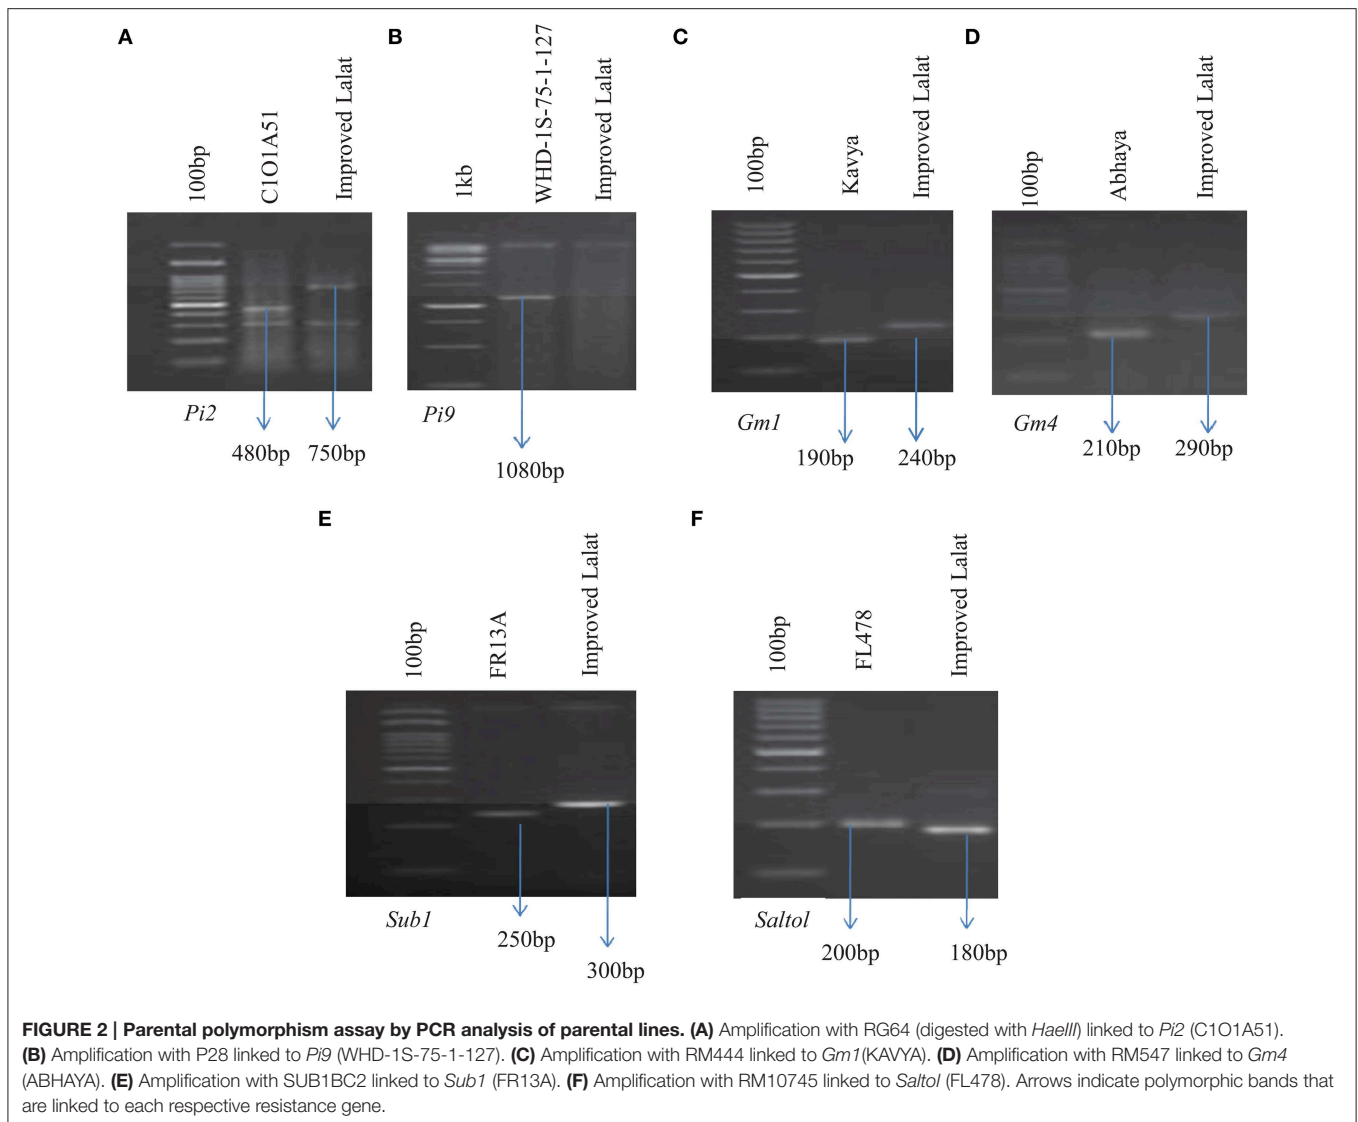 A
B
C
D
100bp
C1O1A51
Improved Lalat
1kb
WHD-1S-75-1-127
Improved Lalat
100bp
Kavya
Improved Lalat
100bp
Abhaya
Improved Lalat
Pi2
480bp
750bp
Pi9
1080bp
Gm1
190bp
240bp
Gm4
210bp
290bp
E
F
100bp
FR13A
Improved Lalat
100bp
FL478
Improved Lalat
Sub1
250bp
300bp
Saltol
200bp
180bp
FIGURE 2 | Parental polymorphism assay by PCR analysis of parental lines. (A) Amplification with RG64 (digested with HaeIII) linked to Pi2 (C1O1A51).
(B) Amplification with P28 linked to Pi9 (WHD-1S-75-1-127). (C) Amplification with RM444 linked to Gm1(KAVYA). (D) Amplification with RM547 linked to Gm4
(ABHAYA). (E) Amplification with SUB1BC2 linked to Sub1 (FR13A). (F) Amplification with RM10745 linked to Saltol (FL478). Arrows indicate polymorphic bands that
are linked to each respective resistance gene.